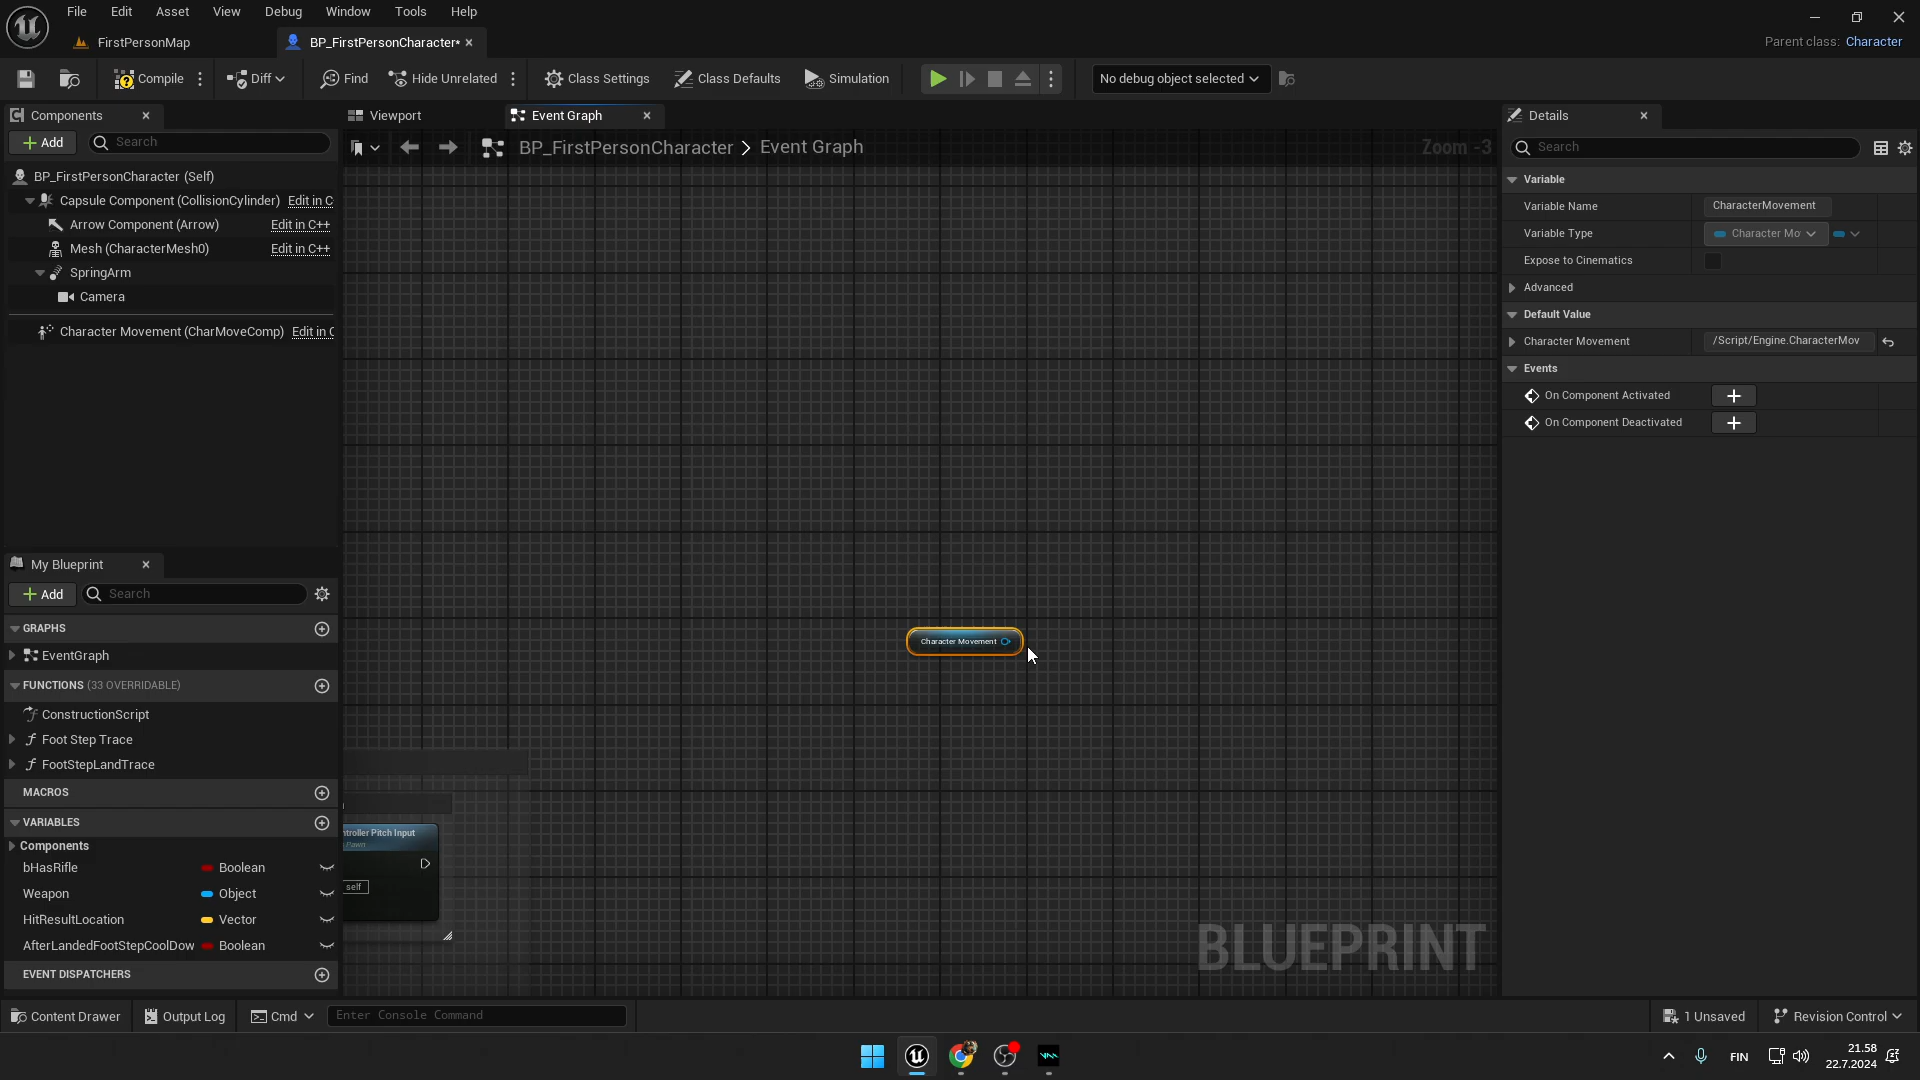 File Edit Asset View Debug Window Tools Help
FirstPersonMap
BP_FirstPersonCharacter*
Parent class: Character
Compile
Diff
Find
Hide Unrelated
Class Settings
Class Defaults
Simulation
No debug object selected
Components
Add
Search
BP_FirstPersonCharacter (Self)
Capsule Component (CollisionCylinder) Edit in C
Arrow Component (Arrow) Edit in C++
Mesh (CharacterMesh0) Edit in C++
SpringArm
Camera
Character Movement (CharMoveComp) Edit in C
My Blueprint
Add
Search
GRAPHS
EventGraph
FUNCTIONS (33 OVERRIDABLE)
ConstructionScript
Foot Step Trace
FootStepLandTrace
MACROS
VARIABLES
Components
bHasRifle Boolean
Weapon Object
HitResultLocation Vector
AfterLandedFootStepCoolDow Boolean
EVENT DISPATCHERS
Viewport
Event Graph
BP_FirstPersonCharacter > Event Graph
Zoom -3
Character Movement
ntroller Pitch Input
Pawn
self
BLUEPRINT
Details
Search
Variable
Variable Name CharacterMovement
Variable Type Character Mo
Expose to Cinematics
Advanced
Default Value
Character Movement /Script/Engine.CharacterMov
Events
On Component Activated
On Component Deactivated
Content Drawer
Output Log
Cmd
Enter Console Command
1 Unsaved
Revision Control
FIN
21.58
22.7.2024